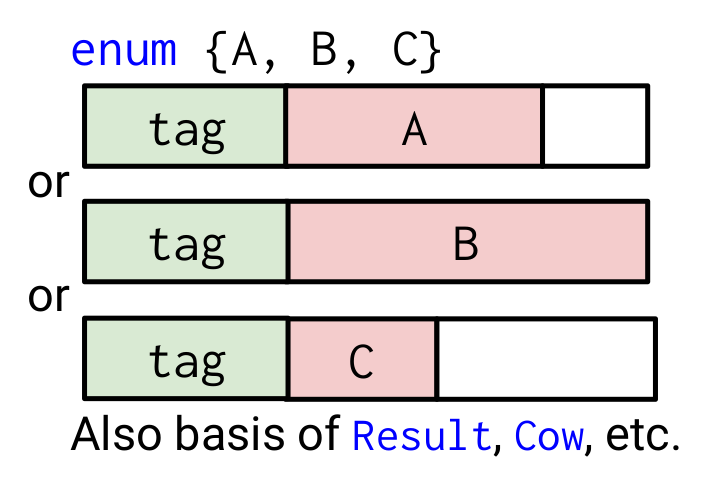 enum {A, B, C}
tag A
or
tag B
or
tag C
Also basis of Result, Cow, etc.